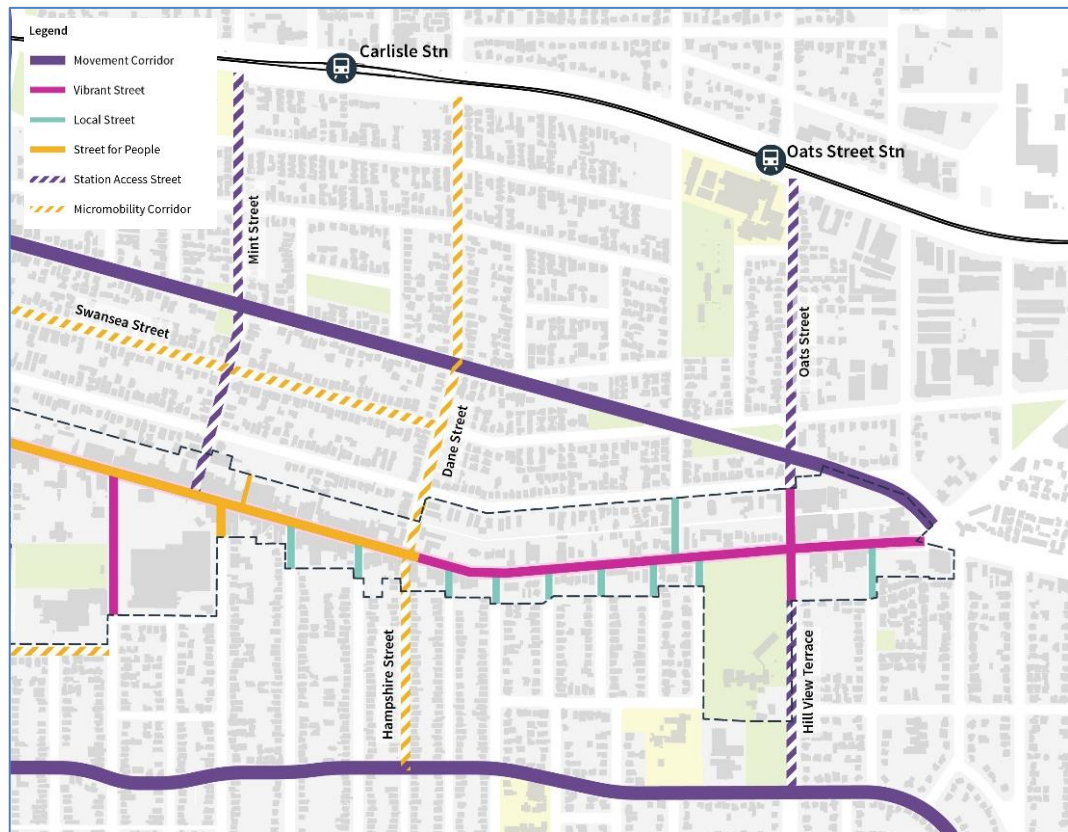 Legend
Movement Corridor
Vibrant Street
Local Street
Street for People
Station Access Street
Micromobility Corridor
Carlisle Stn
Oats Street Stn
Mint Street
Swansea Street
Oats Street
Dane Street
Hampshire Street
Hill View Terrace